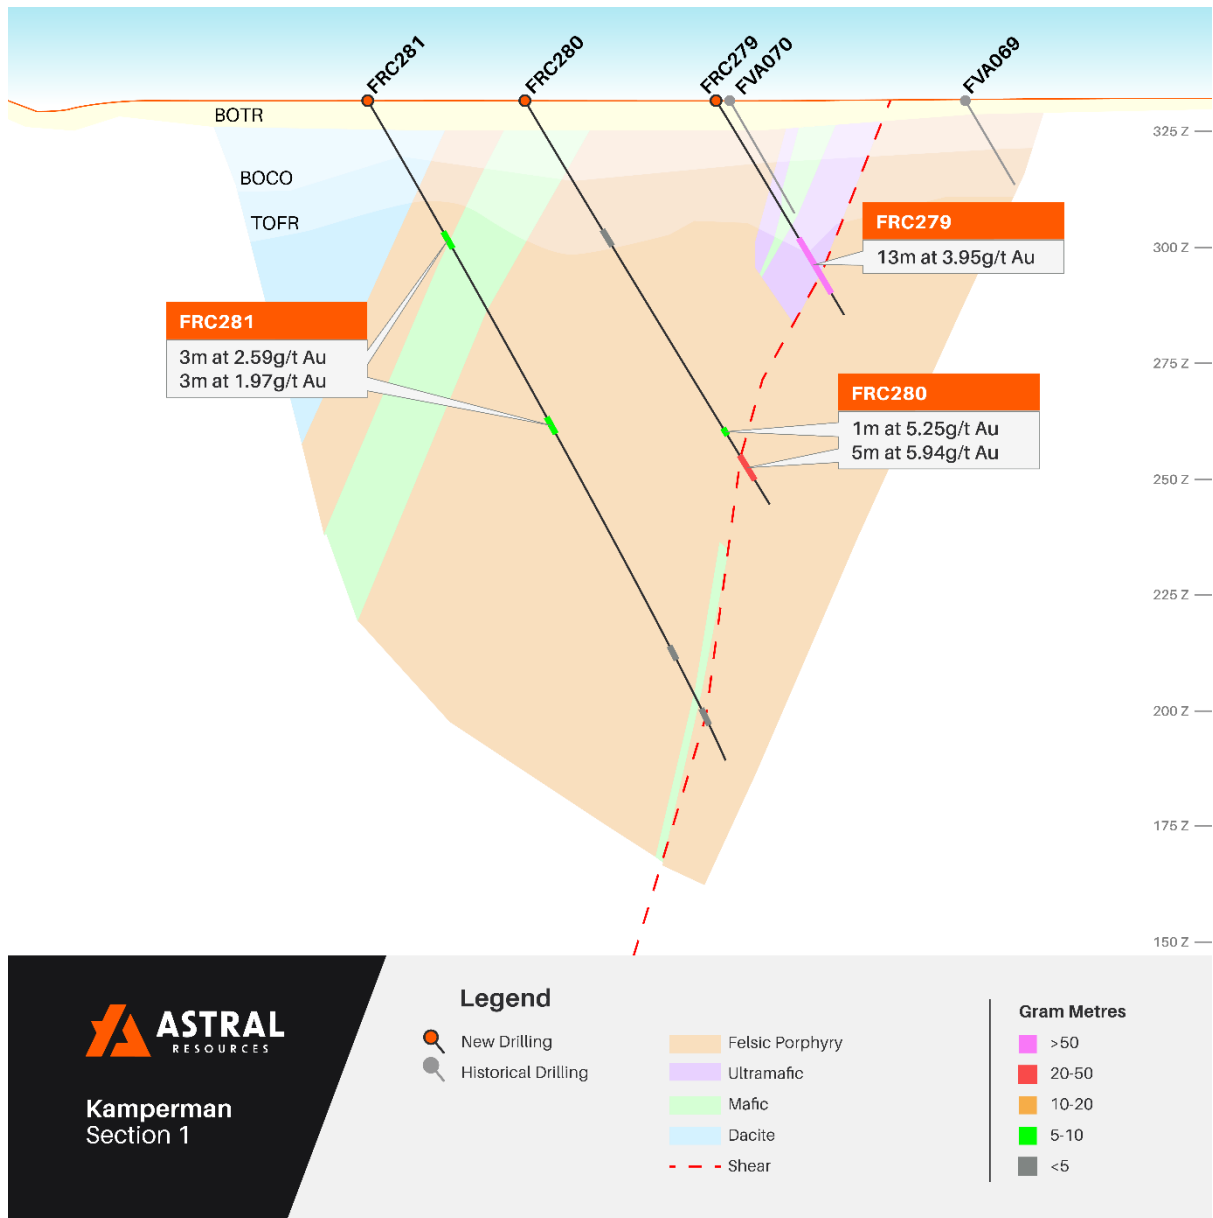 FRC281
FRC280
FRC279
FVA070
FVA069
BOTR
BOCO
TOFR
325 Z
300 Z
275 Z
250 Z
225 Z
200 Z
175 Z
150 Z
FRC279
13m at 3.95g/t Au
FRC281
3m at 2.59g/t Au
3m at 1.97g/t Au
FRC280
1m at 5.25g/t Au
5m at 5.94g/t Au
ASTRAL
RESOURCES
Kamperman
Section 1
Legend
New Drilling
Historical Drilling
Felsic Porphyry
Ultramafic
Mafic
Dacite
Shear
Gram Metres
>50
20-50
10-20
5-10
<5